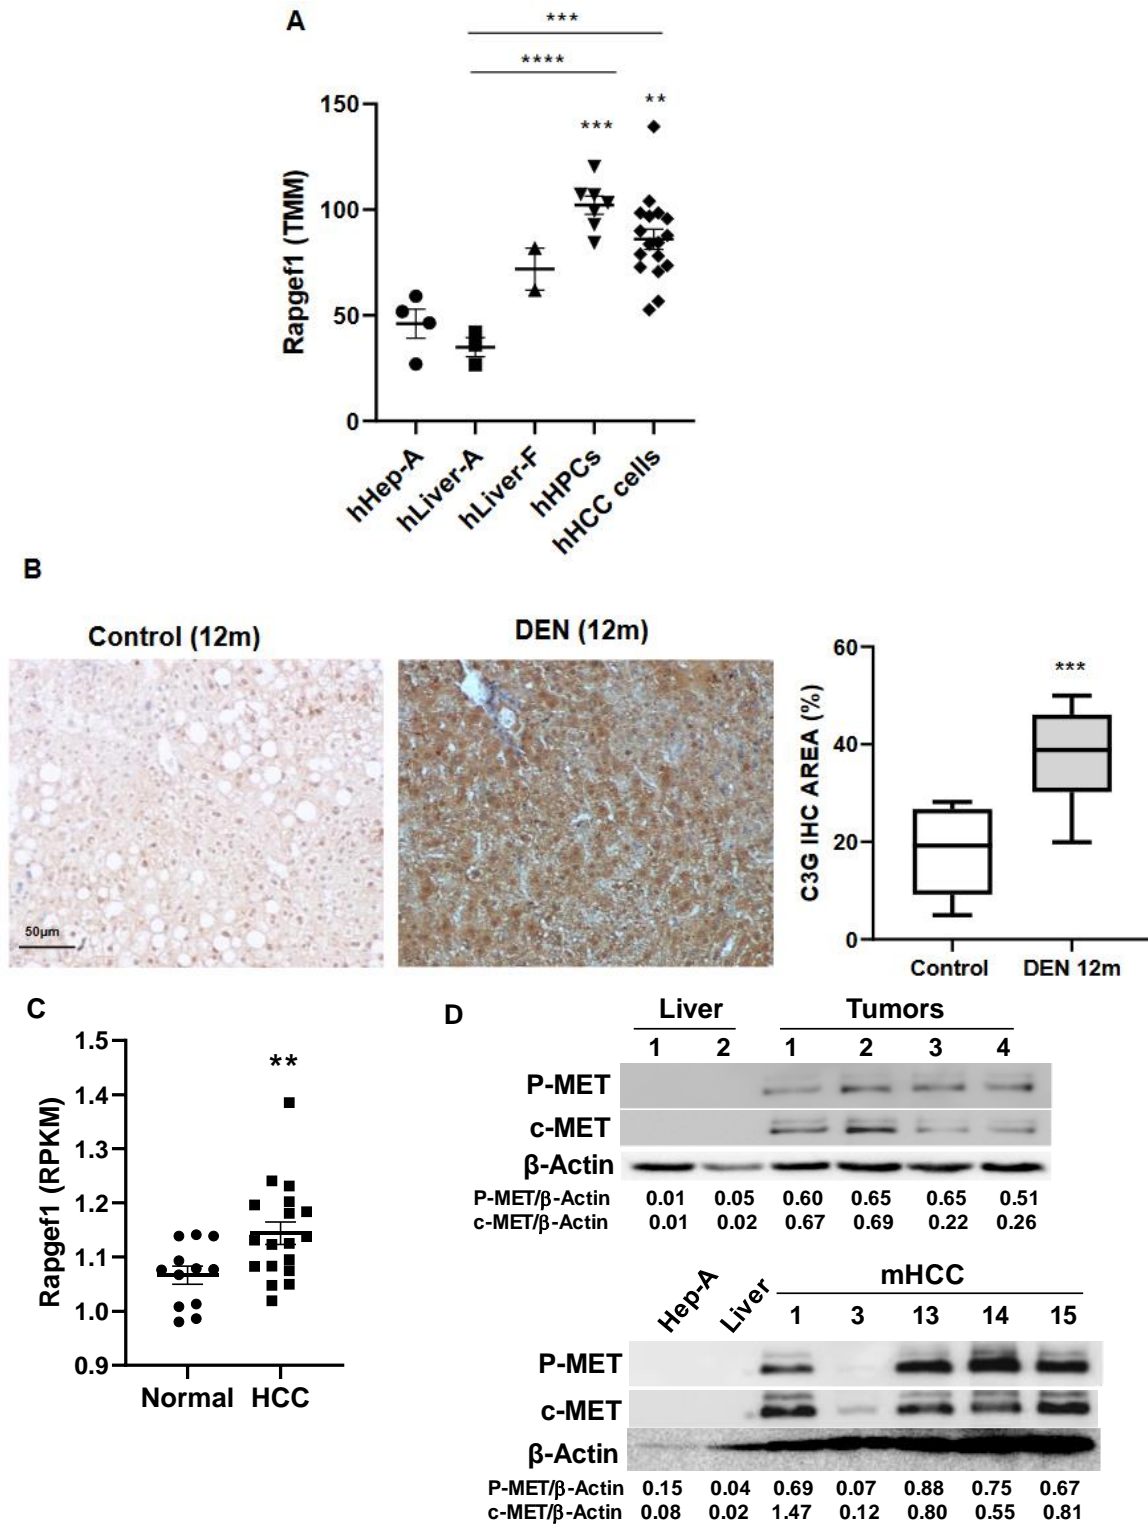 A
***
****
**
***
150
100
50
0
Rapgef1 (TMM)
hHep-A
hLiver-A
hLiver-F
hHPCs
hHCC cells
B
Control (12m)
DEN (12m)
50µm
60
40
20
0
C3G IHC AREA (%)
***
Control
DEN 12m
C
1.5
1.4
1.3
1.2
1.1
1.0
0.9
Rapgef1 (RPKM)
**
Normal HCC
D
Liver Tumors
1 2 1 2 3 4
P-MET
c-MET
β-Actin
P-MET/β-Actin 0.01 0.05 0.60 0.65 0.65 0.51
c-MET/β-Actin 0.01 0.02 0.67 0.69 0.22 0.26
Hep-A Liver mHCC
1 3 13 14 15
P-MET
c-MET
β-Actin
P-MET/β-Actin 0.15 0.04 0.69 0.07 0.88 0.75 0.67
c-MET/β-Actin 0.08 0.02 1.47 0.12 0.80 0.55 0.81